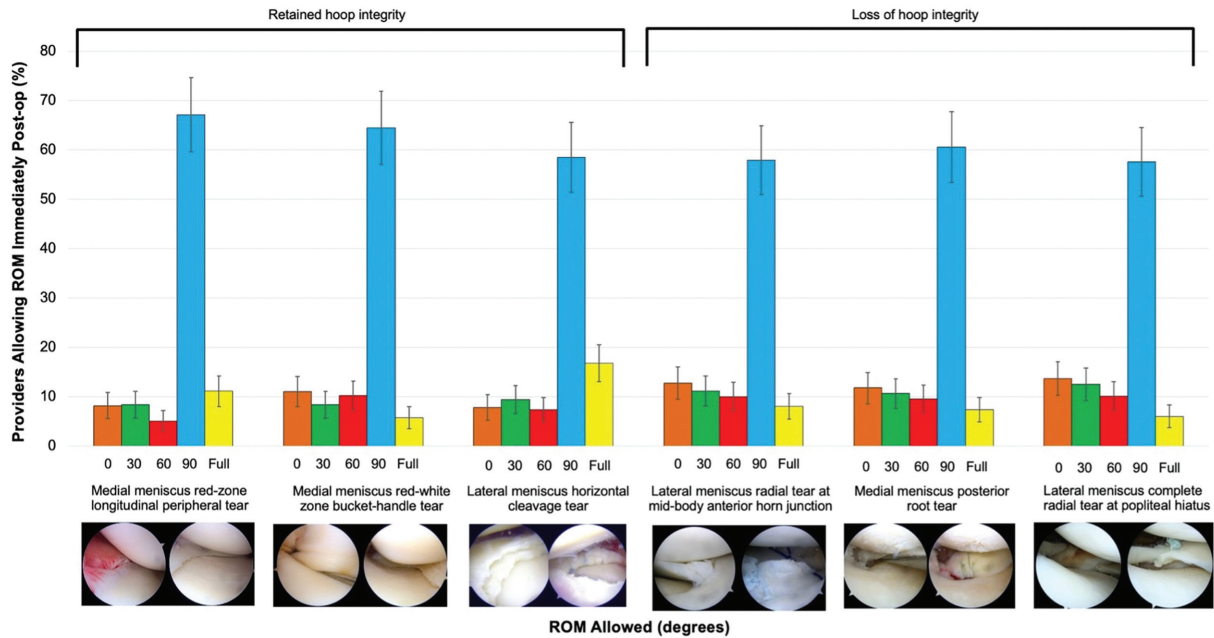 Retained hoop integrity
Loss of hoop integrity
Providers Allowing ROM Immediately Post-op (%)
80
70
60
50
40
30
20
10
0
0 30 60 90 Full
0 30 60 90 Full
0 30 60 90 Full
0 30 60 90 Full
0 30 60 90 Full
0 30 60 90 Full
Medial meniscus red-zone
longitudinal peripheral tear
Medial meniscus red-white
zone bucket-handle tear
Lateral meniscus horizontal
cleavage tear
Lateral meniscus radial tear at
mid-body anterior horn junction
Medial meniscus posterior
root tear
Lateral meniscus complete
radial tear at popliteal hiatus
ROM Allowed (degrees)